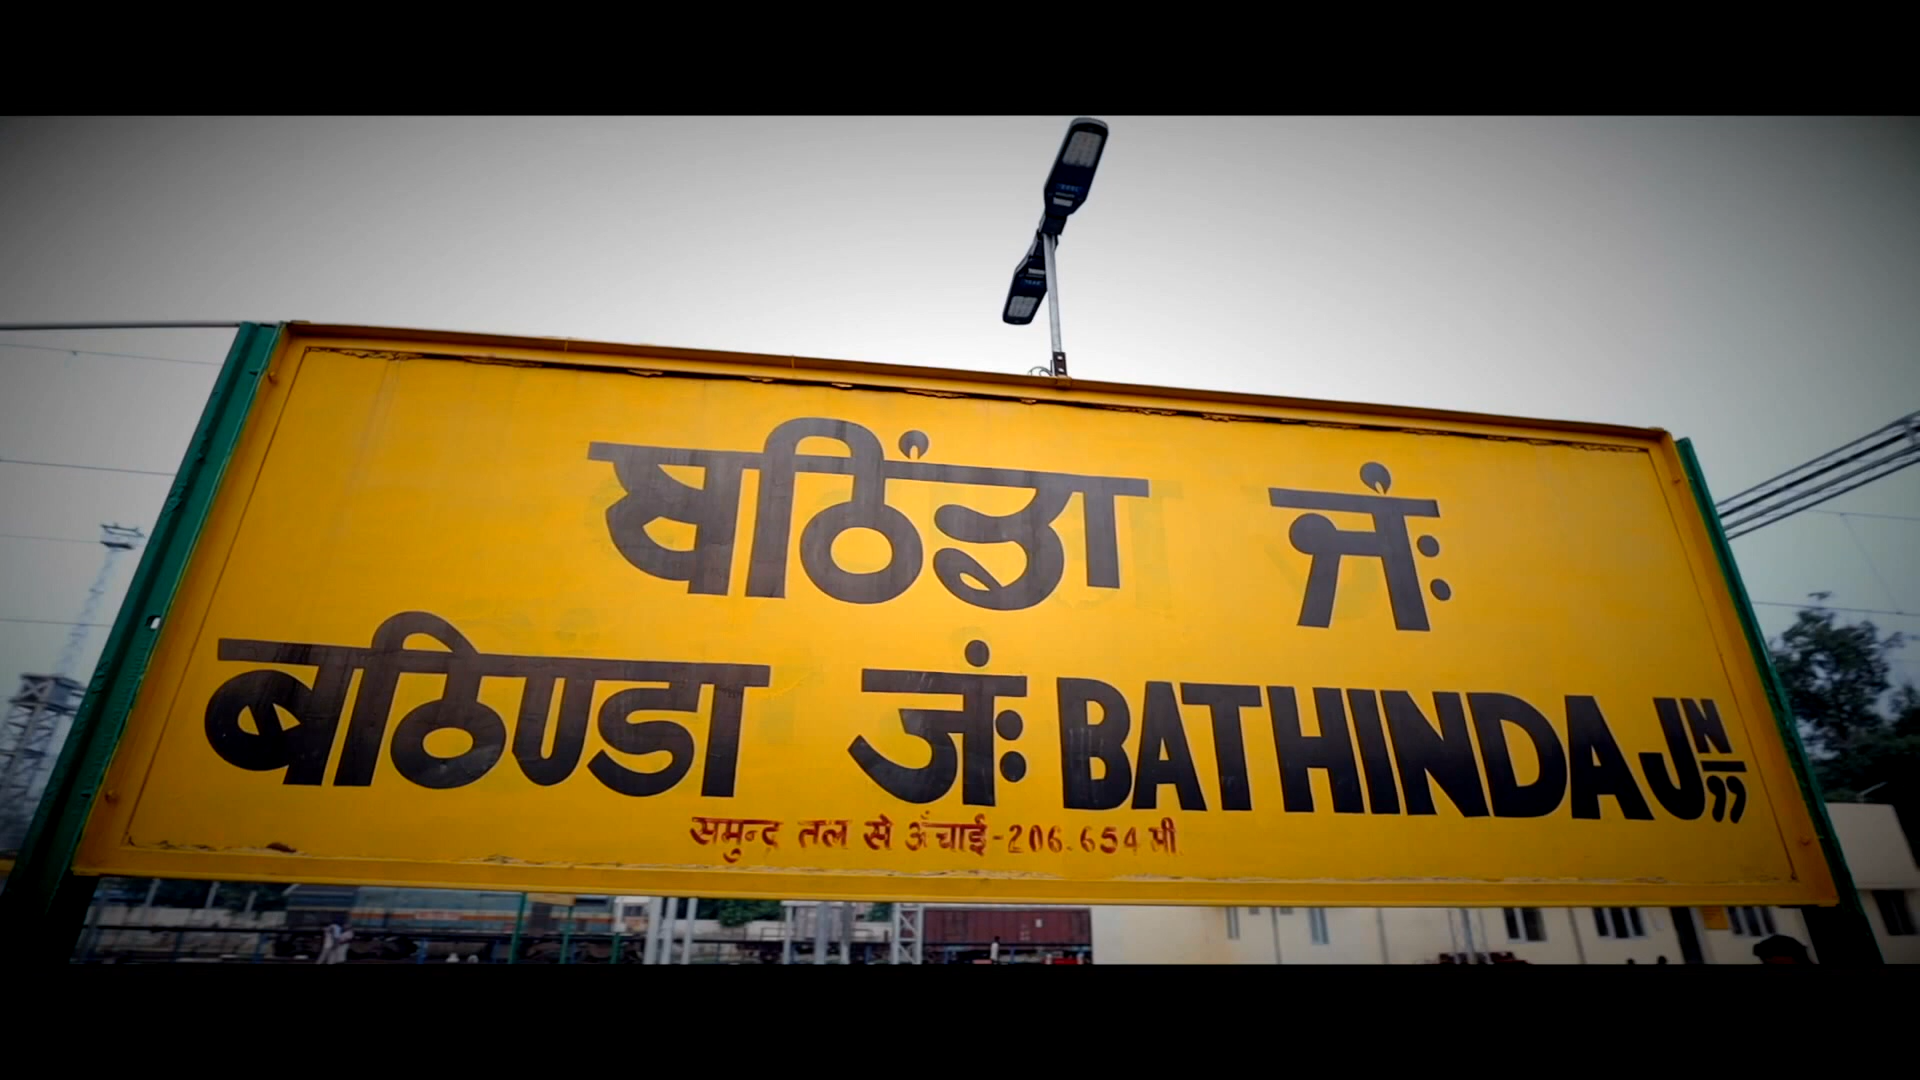 ਬਠਿੰਡਾ ਜੰ:
बठिण्डा जं: BATHINDA JN
समुन्द्र तल से ऊँचाई-206.654 मी